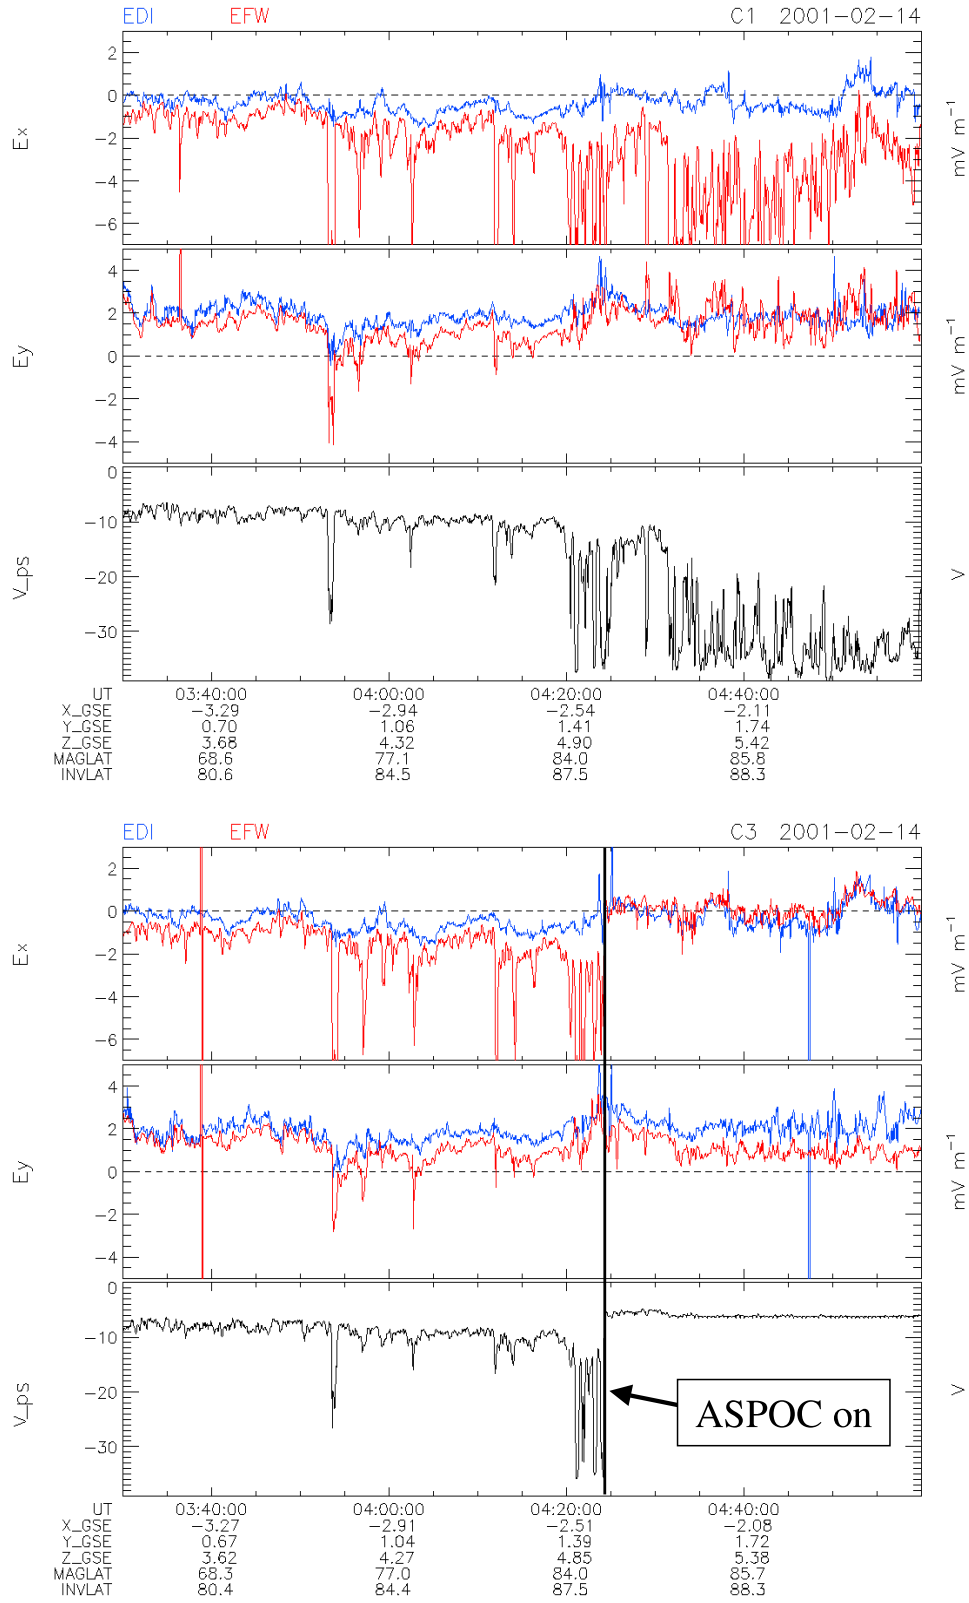 EDI EFW C1 2001-02-14
2
0
Ex
mV m⁻¹
−2
−4
−6
4
2
Ey
mV m⁻¹
0
−2
−4
0
−10
V_ps
V
−20
−30
UT 03:40:00 04:00:00 04:20:00 04:40:00
X_GSE −3.29 −2.94 −2.54 −2.11
Y_GSE 0.70 1.06 1.41 1.74
Z_GSE 3.68 4.32 4.90 5.42
MAGLAT 68.6 77.1 84.0 85.8
INVLAT 80.6 84.5 87.5 88.3
EDI EFW C3 2001-02-14
2
0
Ex
mV m⁻¹
−2
−4
−6
4
2
Ey
mV m⁻¹
0
−2
−4
0
−10
V_ps
V
−20
ASPOC on
−30
UT 03:40:00 04:00:00 04:20:00 04:40:00
X_GSE −3.27 −2.91 −2.51 −2.08
Y_GSE 0.67 1.04 1.39 1.72
Z_GSE 3.62 4.27 4.85 5.38
MAGLAT 68.3 77.0 84.0 85.7
INVLAT 80.4 84.4 87.5 88.3